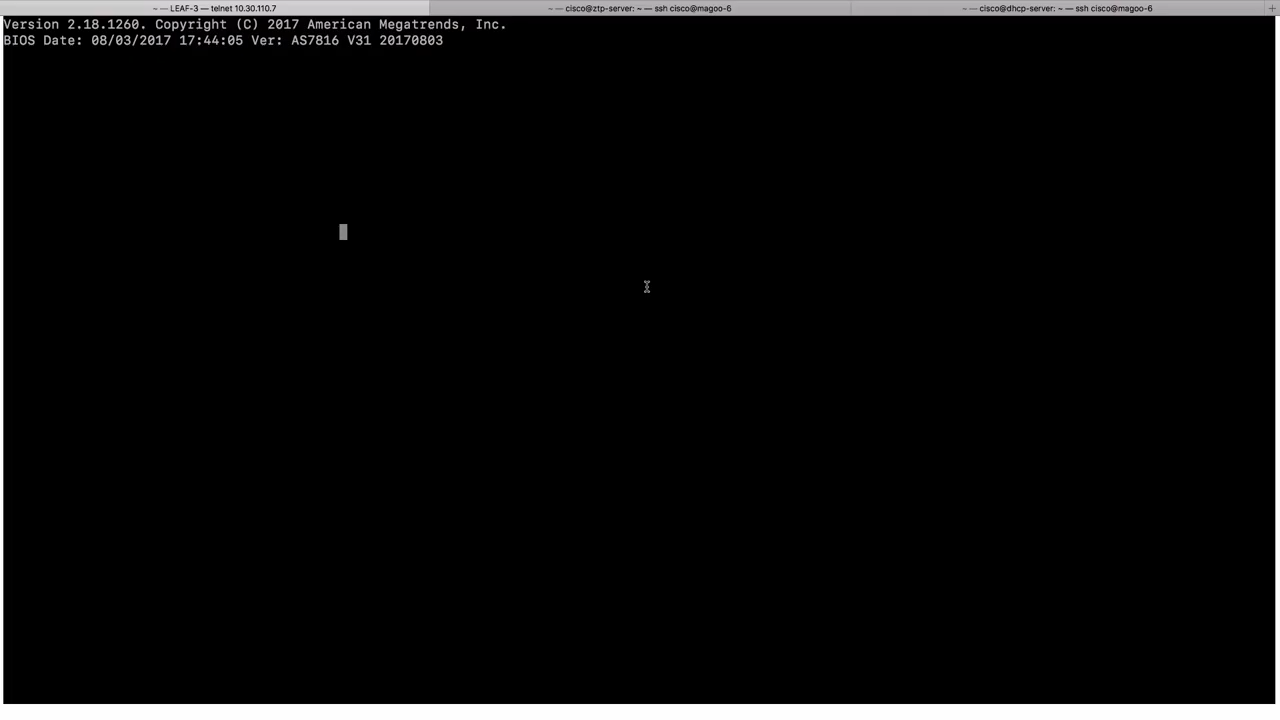 ~ — LEAF-3 — telnet 10.30.110.7
~ — cisco@ztp-server: ~ — ssh cisco@magoo-6
~ — cisco@dhcp-server: ~ — ssh cisco@magoo-6
+
Version 2.18.1260. Copyright (C) 2017 American Megatrends, Inc.
BIOS Date: 08/03/2017 17:44:05 Ver: AS7816 V31 20170803